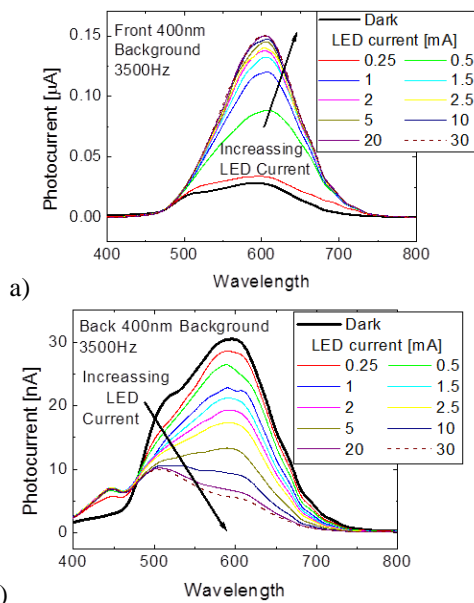 Front 400nm
Background
3500Hz
Dark
LED current [mA]
0.25 0.5
1 1.5
2 2.5
5 10
20 30
Increassing
LED Current
Photocurrent [µA]
0.15
0.10
0.05
0.00
400 500 600 700 800
Wavelength
a)
Back 400nm Background
3500Hz
Increassing
LED
Current
Dark
LED current [mA]
0.25 0.5
1 1.5
2 2.5
5 10
20 30
Photocurrent [nA]
30
20
10
0
400 500 600 700 800
Wavelength
)